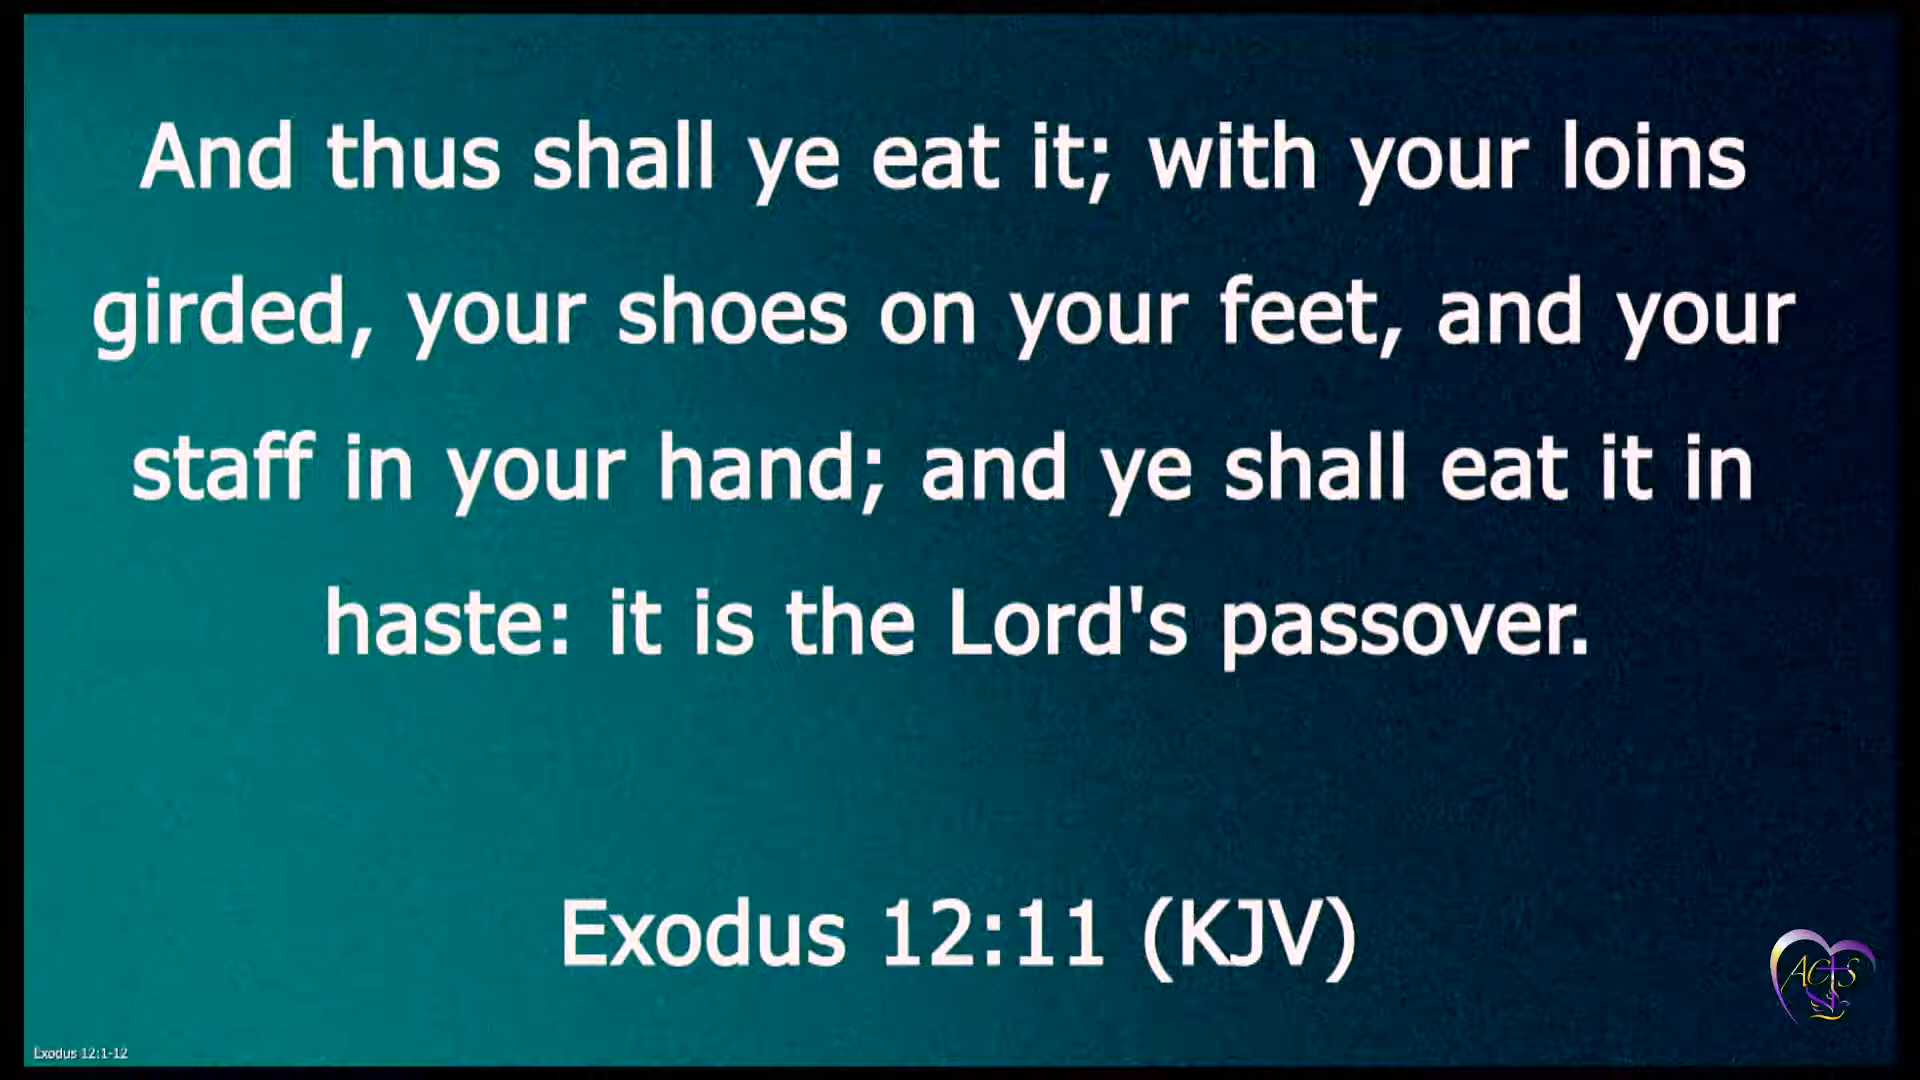 And thus shall ye eat it; with your loins
girded, your shoes on your feet, and your
staff in your hand; and ye shall eat it in
haste: it is the Lord's passover.
Exodus 12:11 (KJV)
ACTS
Exodus 12:1-12